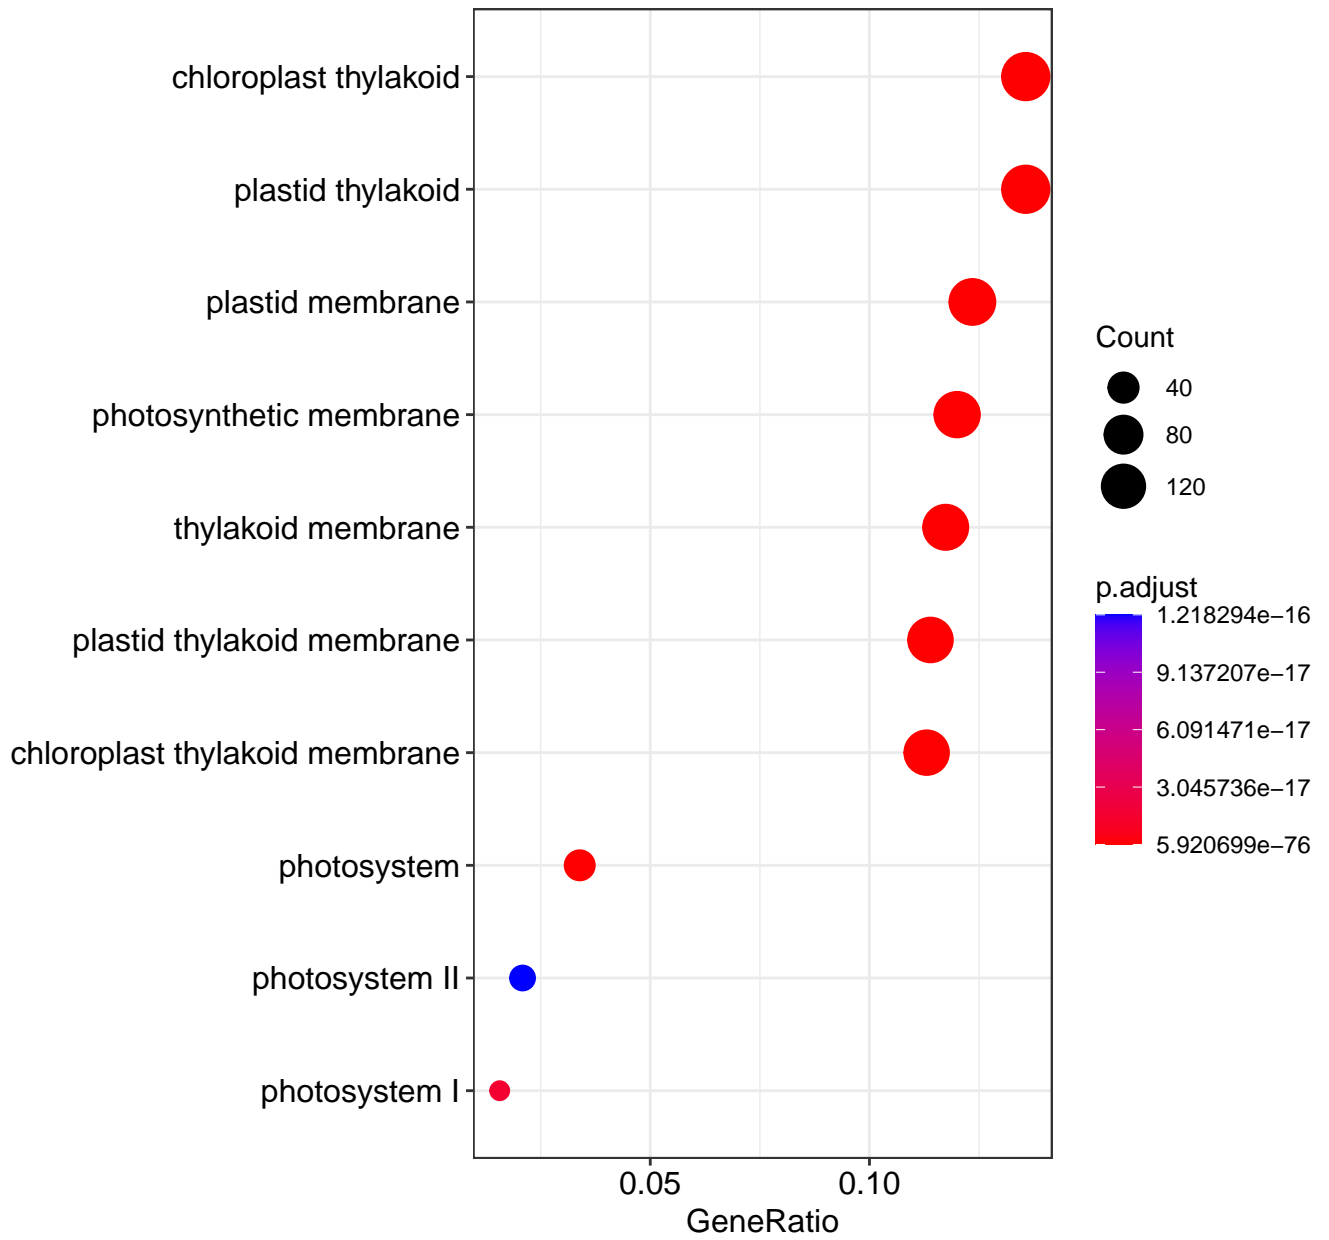 chloroplast thylakoid
plastid thylakoid
plastid membrane
photosynthetic membrane
thylakoid membrane
plastid thylakoid membrane
chloroplast thylakoid membrane
photosystem
photosystem II
photosystem I
0.05
0.10
GeneRatio
Count
40
80
120
p.adjust
1.218294e−16
9.137207e−17
6.091471e−17
3.045736e−17
5.920699e−76